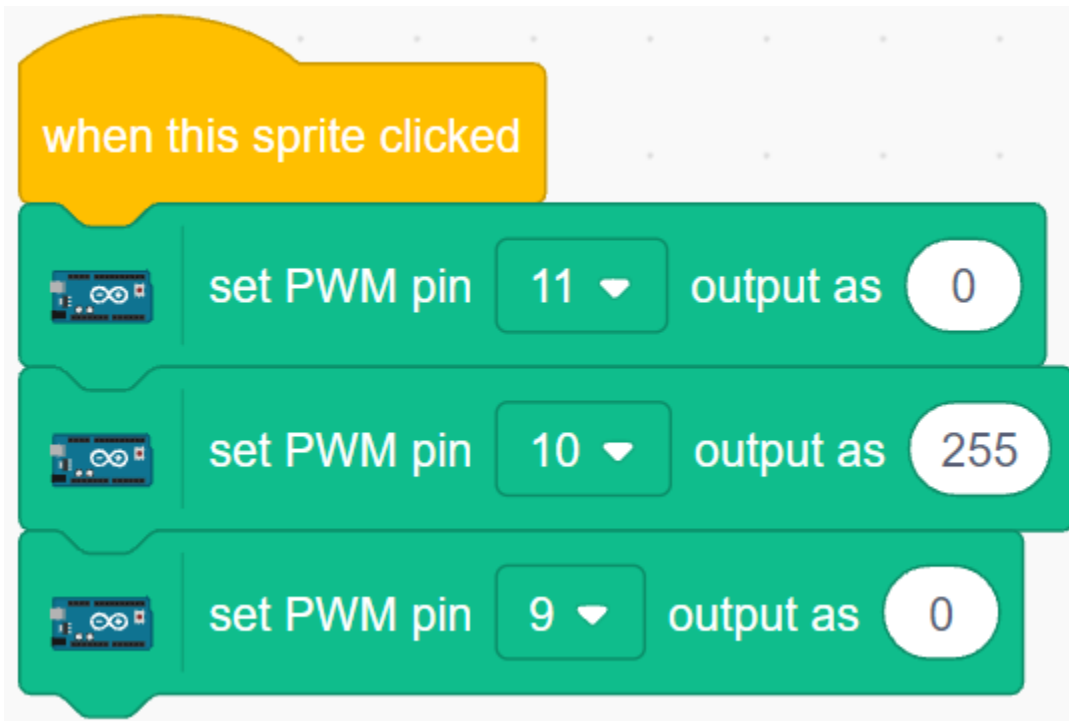 when this sprite clicked
set PWM pin 11 output as 0
set PWM pin 10 output as 255
set PWM pin 9 output as 0